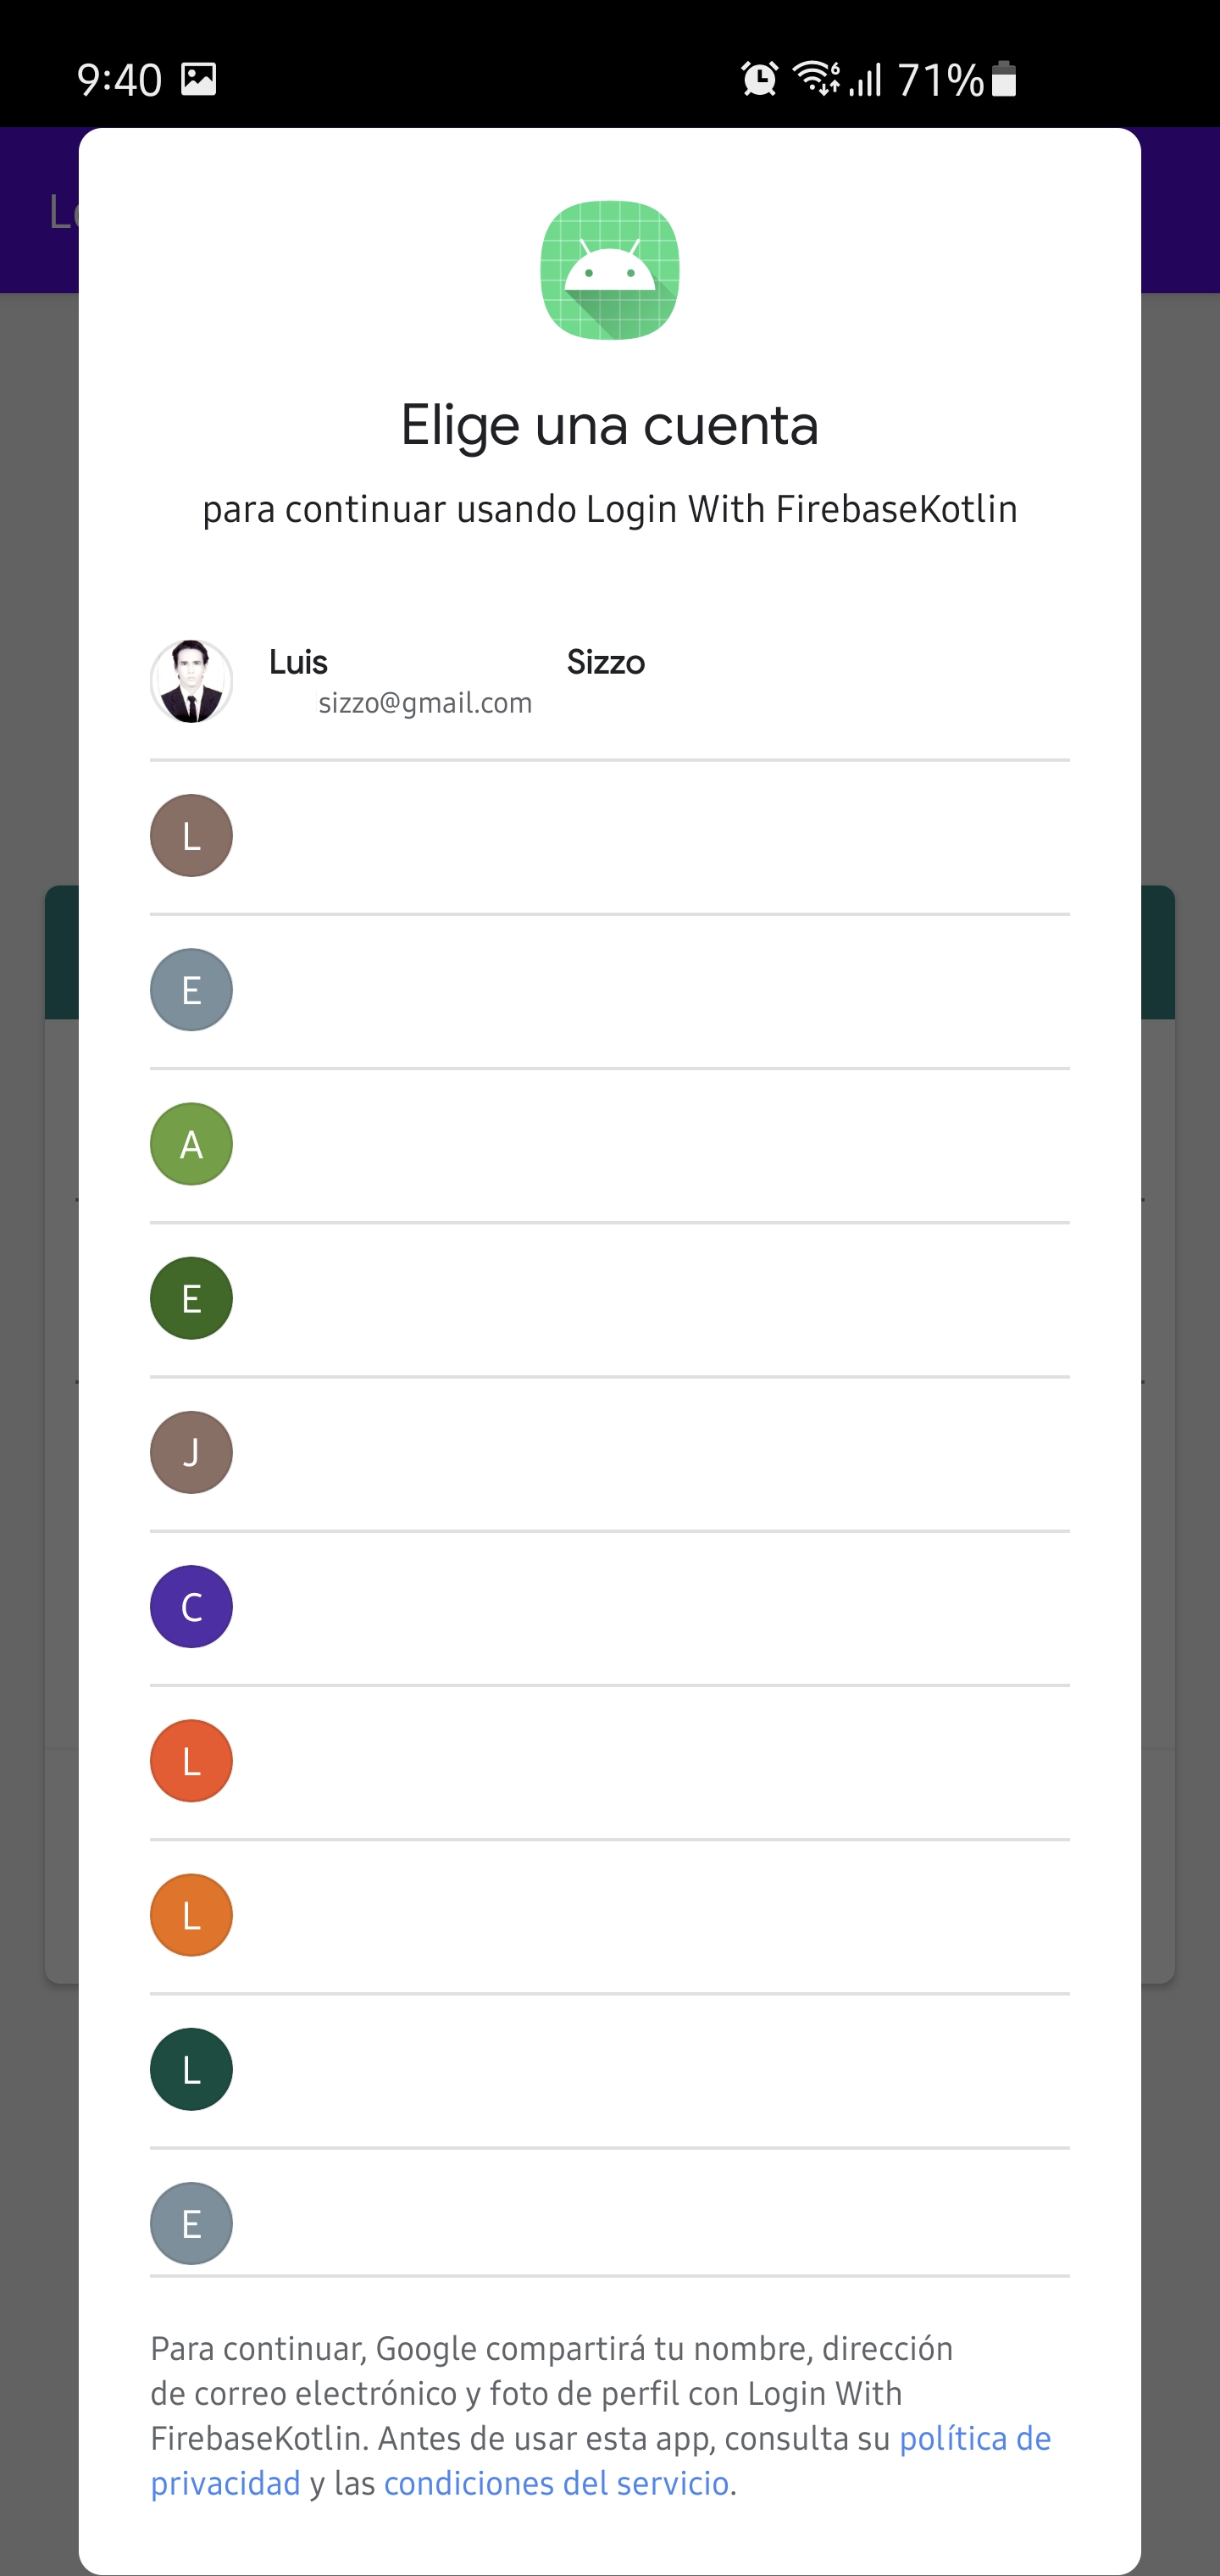 9:40 6 71%
Elige una cuenta
para continuar usando Login With FirebaseKotlin
Luis Sizzo
sizzo@gmail.com
L
E
A
E
J
C
L
L
L
E
Para continuar, Google compartirá tu nombre, dirección
de correo electrónico y foto de perfil con Login With
FirebaseKotlin. Antes de usar esta app, consulta su política de
privacidad y las condiciones del servicio.